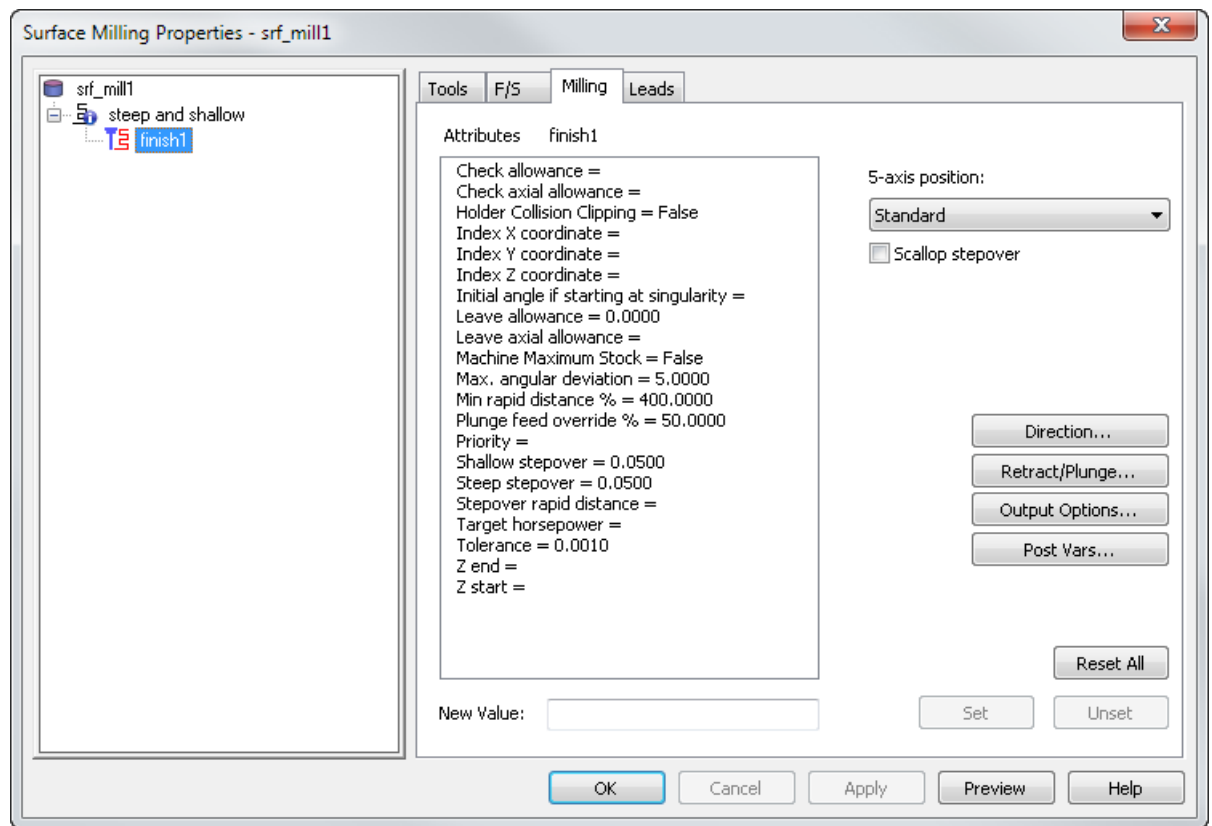 Surface Milling Properties - srf_mill1
srf_mill1
steep and shallow
finish1
Tools F/S Milling Leads
Attributes finish1
Check allowance =
Check axial allowance =
Holder Collision Clipping = False
Index X coordinate =
Index Y coordinate =
Index Z coordinate =
Initial angle if starting at singularity =
Leave allowance = 0.0000
Leave axial allowance =
Machine Maximum Stock = False
Max. angular deviation = 5.0000
Min rapid distance % = 400.0000
Plunge feed override % = 50.0000
Priority =
Shallow stepover = 0.0500
Steep stepover = 0.0500
Stepover rapid distance =
Target horsepower =
Tolerance = 0.0010
Z end =
Z start =
5-axis position:
Standard
Scallop stepover
Direction...
Retract/Plunge...
Output Options...
Post Vars...
Reset All
New Value:
Set Unset
OK Cancel Apply Preview Help